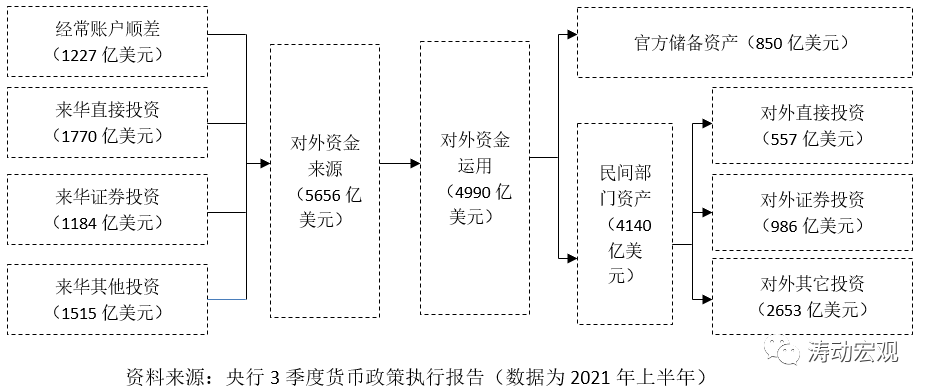 经常账户顺差
（1227 亿美元）
来华直接投资
（1770 亿美元）
来华证券投资
（1184 亿美元）
来华其他投资
（1515 亿美元）
对外资金
来源
（5656 亿
美元）
对外资金
运用
（4990 亿
美元）
官方储备资产（850 亿美元）
民间部
门资产
（4140
亿美
元）
对外直接投资
（557 亿美元）
对外证券投资
（986 亿美元）
对外其它投资
（2653 亿美元）
涛动宏观
资料来源：央行 3 季度货币政策执行报告（数据为 2021 年上半年）